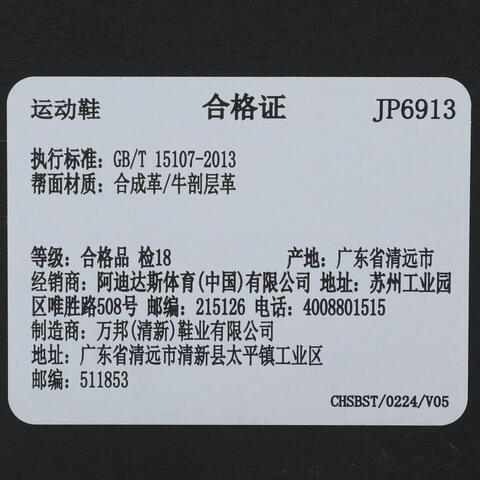 运动鞋 合格证 JP6913
执行标准: GB/T 15107-2013
帮面材质: 合成革/牛剖层革
等级: 合格品 检18 产地: 广东省清远市
经销商: 阿迪达斯体育(中国)有限公司 地址: 苏州工业园
区唯胜路508号 邮编: 215126 电话: 4008801515
制造商: 万邦(清新)鞋业有限公司
地址: 广东省清远市清新县太平镇工业区
邮编: 511853
CHSBST/0224/V05